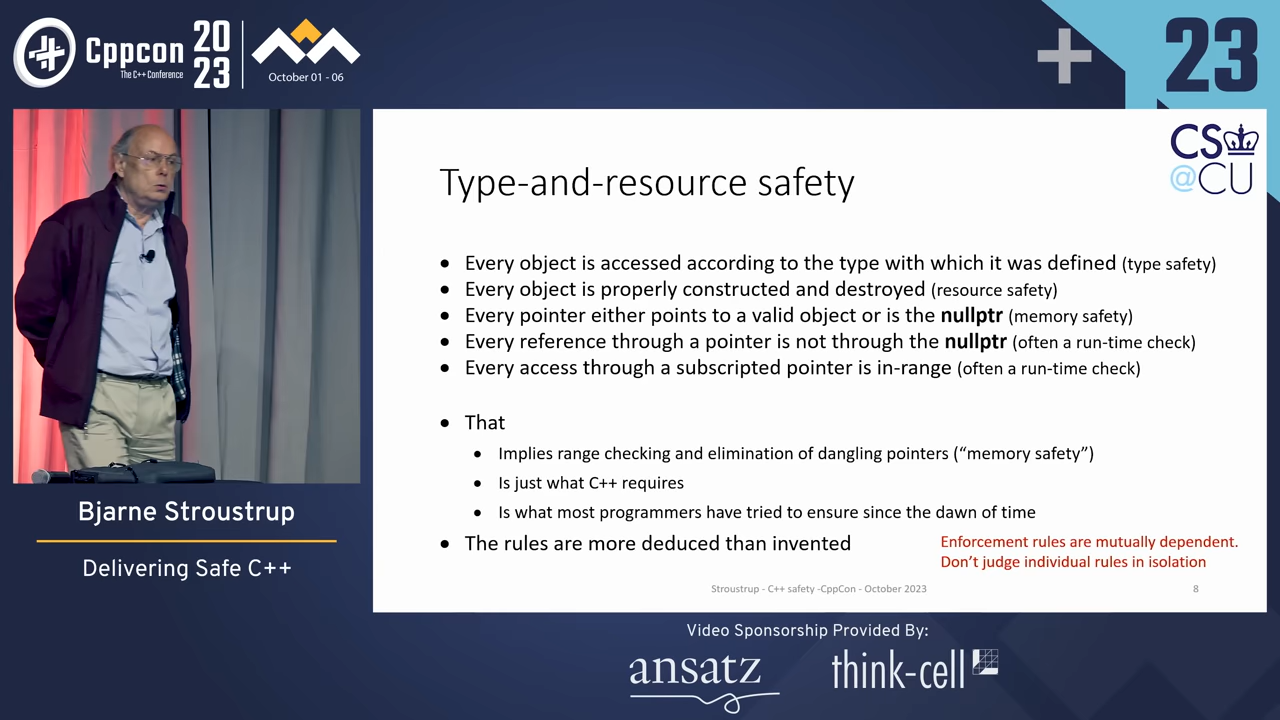 Cppcon
The C++ Conference
20
23
October 01 - 06
23
CS
@CU
Type-and-resource safety
• Every object is accessed according to the type with which it was defined (type safety)
• Every object is properly constructed and destroyed (resource safety)
• Every pointer either points to a valid object or is the nullptr (memory safety)
• Every reference through a pointer is not through the nullptr (often a run-time check)
• Every access through a subscripted pointer is in-range (often a run-time check)
• That
• Implies range checking and elimination of dangling pointers (“memory safety”)
• Is just what C++ requires
• Is what most programmers have tried to ensure since the dawn of time
• The rules are more deduced than invented
Enforcement rules are mutually dependent.
Don’t judge individual rules in isolation
Stroustrup - C++ safety -CppCon - October 2023
8
Bjarne Stroustrup
Delivering Safe C++
Video Sponsorship Provided By:
ansatz
think-cell